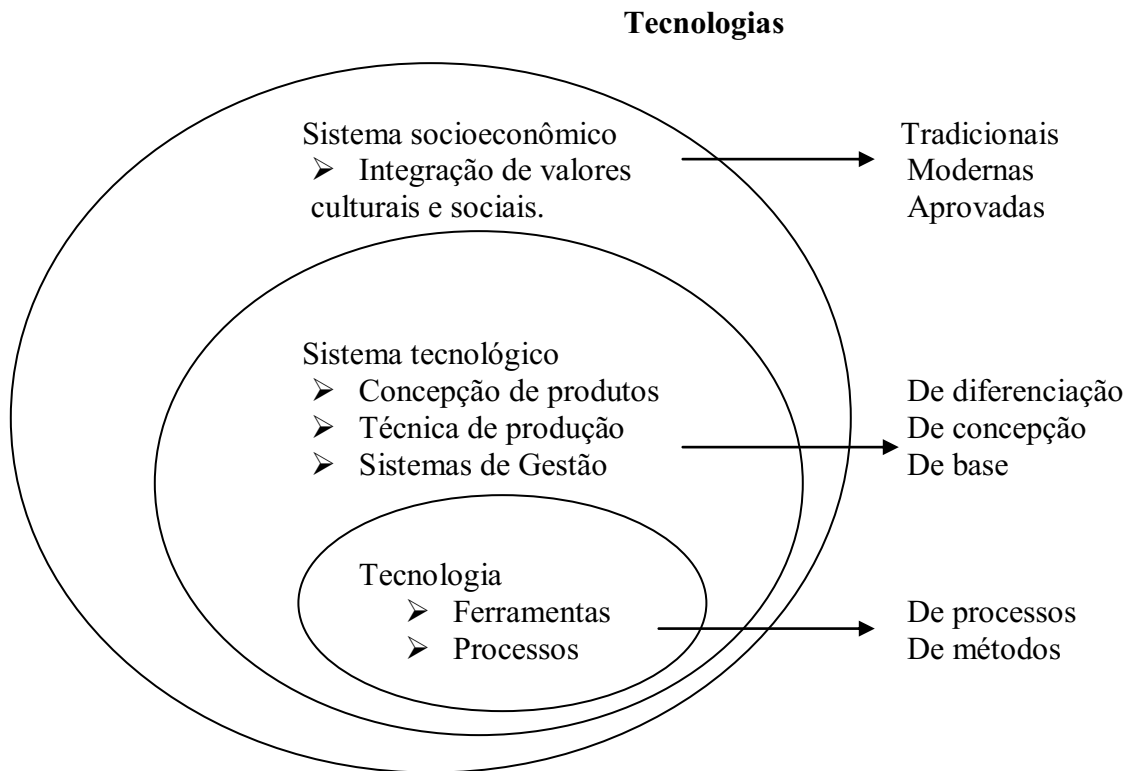 Tecnologias
Sistema socioeconômico
➢ Integração de valores
culturais e sociais.
Tradicionais
Modernas
Aprovadas
Sistema tecnológico
➢ Concepção de produtos
➢ Técnica de produção
➢ Sistemas de Gestão
De diferenciação
De concepção
De base
Tecnologia
➢ Ferramentas
➢ Processos
De processos
De métodos